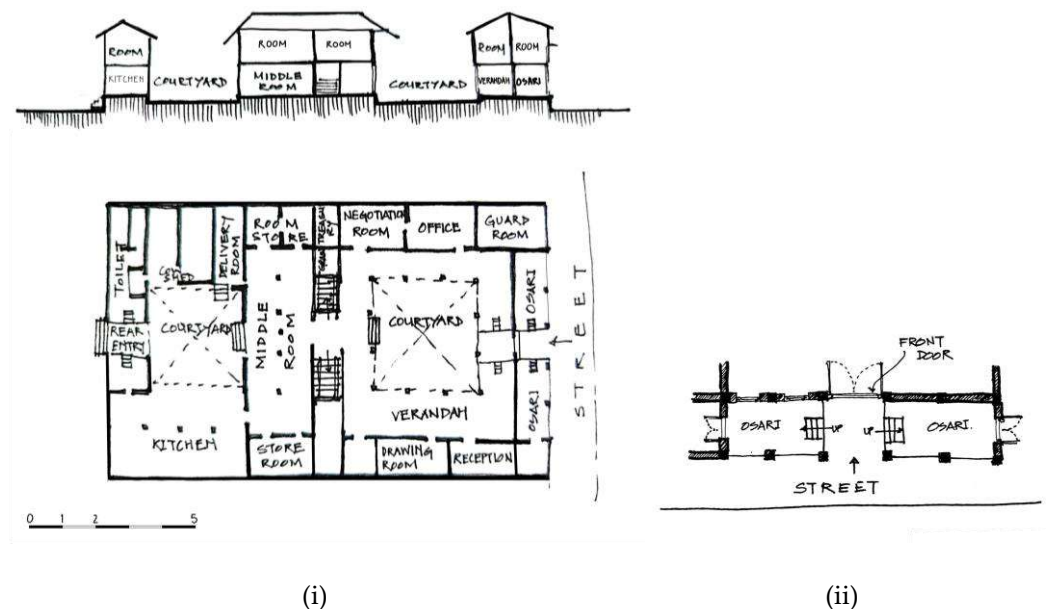 ROOM
KITCHEN
COURTYARD
ROOM
ROOM
MIDDLE
ROOM
COURTYARD
ROOM
ROOM
VERANDAH
OSARI
TOILET
DELIVERY
ROOM
ROOM
STORE
TREASURY
NEGOTIATION
ROOM
OFFICE
GUARD
ROOM
REAR
ENTRY
COURTYARD
MIDDLE
ROOM
COURTYARD
OSARI
STREET
VERANDAH
OSARI
KITCHEN
STORE
ROOM
DRAWING
ROOM
RECEPTION
0 1 2 5
FRONT
DOOR
OSARI
UP
UP
OSARI.
STREET
(i)
(ii)